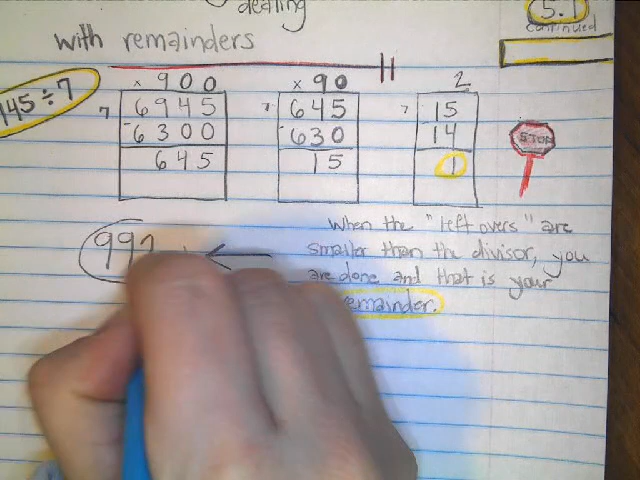 dealing
with remainders
5.1
continued
945 ÷ 7
x 900
7 6945
-6300
645
x 90
7 645
-630
15
2
7 15
14
1
STOP
992
When the "left overs" are
smaller than the divisor, you
are done and that is your
remainder.